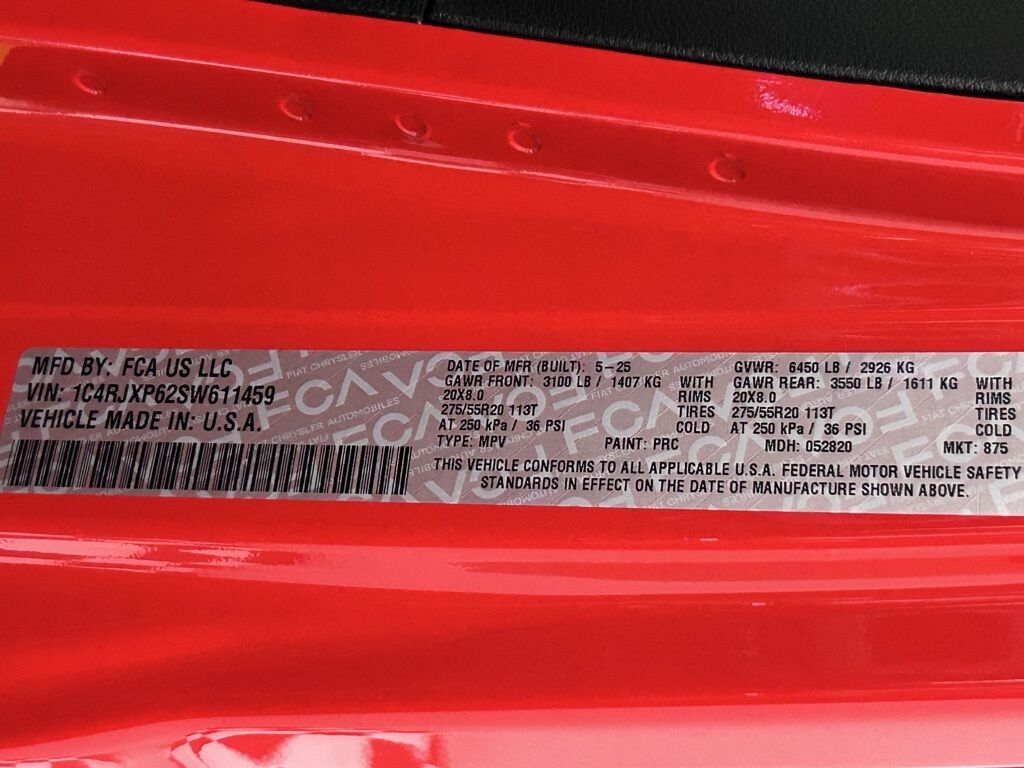 MFD BY: FCA US LLC
VIN: 1C4RJXP62SW611459
VEHICLE MADE IN: U.S.A.
DATE OF MFR (BUILT): 5-25 GVWR: 6450 LB / 2926 KG
GAWR FRONT: 3100 LB / 1407 KG WITH GAWR REAR: 3550 LB / 1611 KG WITH
20X8.0 RIMS 20X8.0 RIMS
275/55R20 113T TIRES 275/55R20 113T TIRES
AT 250 kPa / 36 PSI COLD AT 250 kPa / 36 PSI COLD
TYPE: MPV PAINT: PRC MDH: 052820 MKT: 875
THIS VEHICLE CONFORMS TO ALL APPLICABLE U.S.A. FEDERAL MOTOR VEHICLE SAFETY
STANDARDS IN EFFECT ON THE DATE OF MANUFACTURE SHOWN ABOVE.
FCA
FIAT CHRYSLER AUTOMOBILES